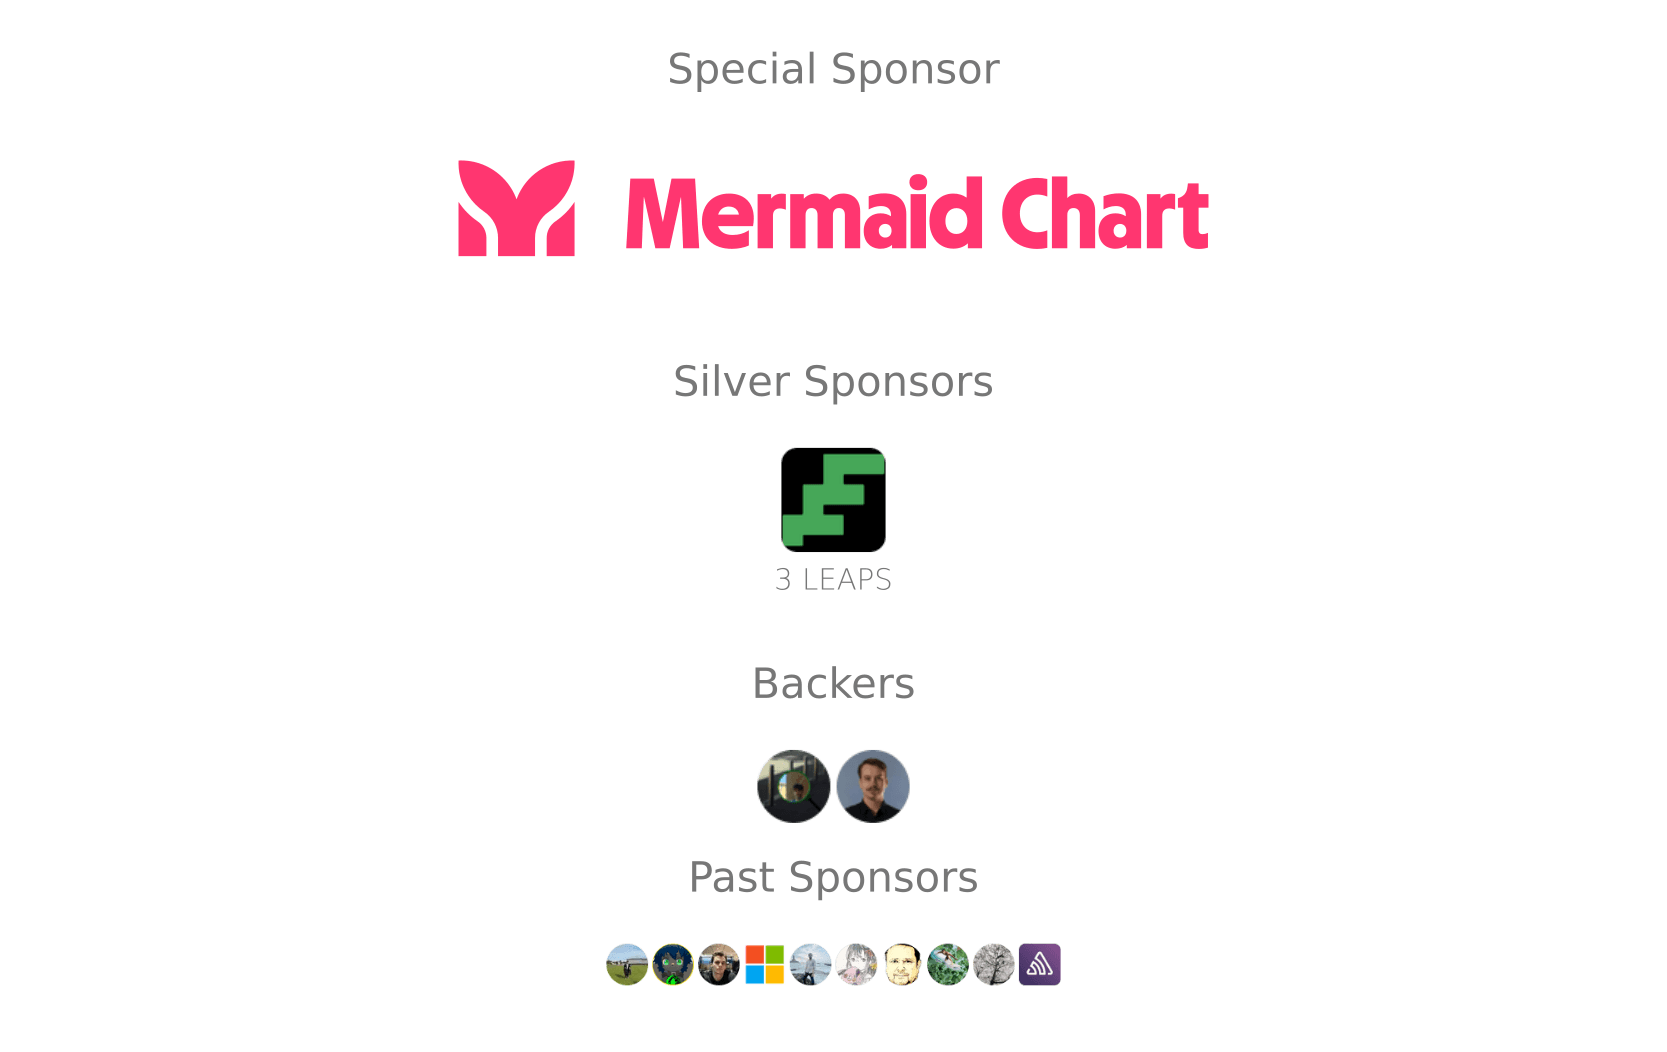 Special Sponsor
Mermaid Chart
Silver Sponsors
3 LEAPS
Backers
Past Sponsors